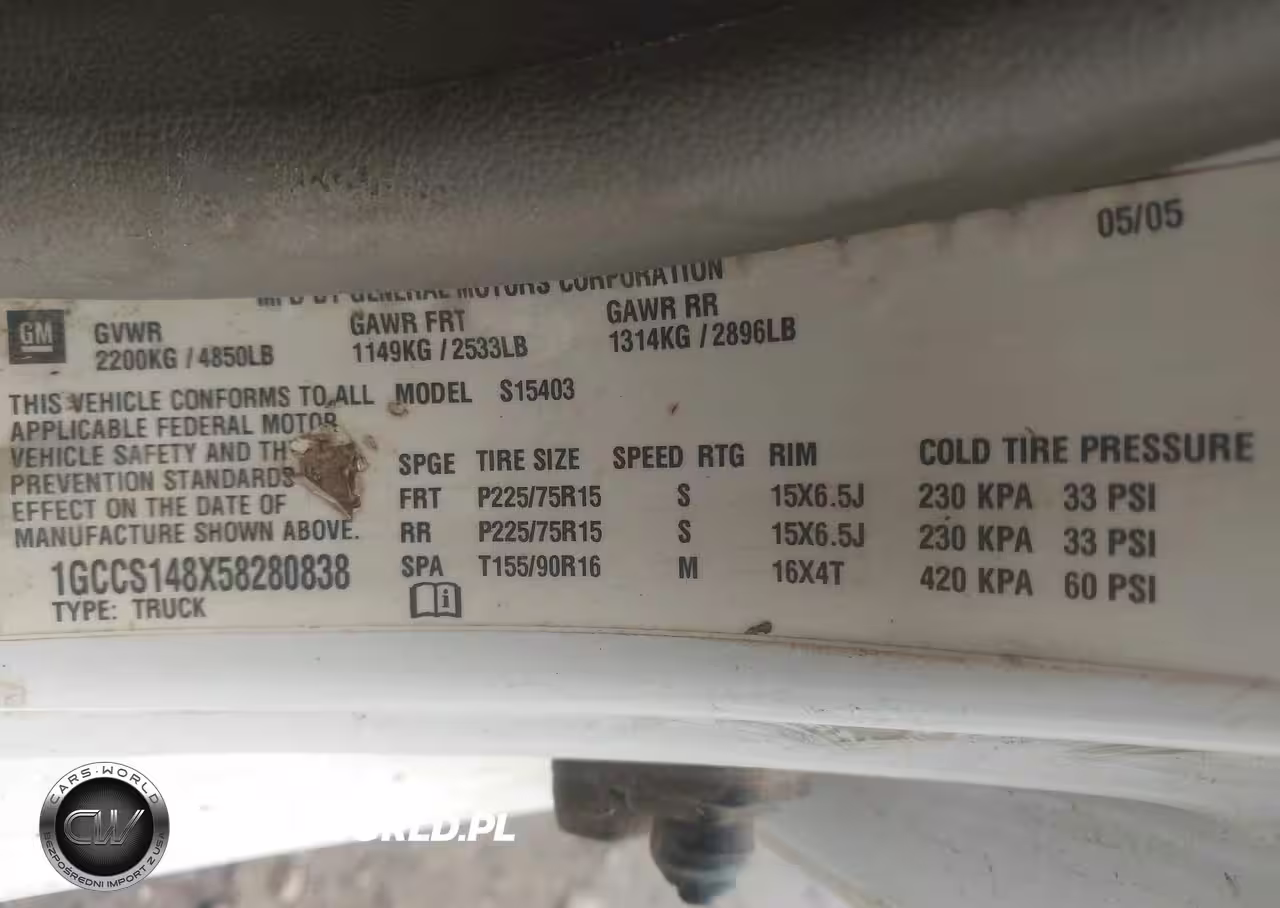 05/05
MFD BY GENERAL MOTORS CORPORATION
GM
GVWR GAWR FRT GAWR RR
2200KG / 4850LB 1149KG / 2533LB 1314KG / 2896LB
THIS VEHICLE CONFORMS TO ALL
APPLICABLE FEDERAL MOTOR
VEHICLE SAFETY AND
PREVENTION STANDARDS
EFFECT ON THE DATE OF
MANUFACTURE SHOWN ABOVE.
1GCCS148X58280838
TYPE: TRUCK
MODEL S15403
SPGE TIRE SIZE SPEED RTG RIM COLD TIRE PRESSURE
FRT P225/75R15 S 15X6.5J 230 KPA 33 PSI
RR P225/75R15 S 15X6.5J 230 KPA 33 PSI
SPA T155/90R16 M 16X4T 420 KPA 60 PSI
CARS-WORLD
CW
BEZPOŚREDNI IMPORT Z USA
.PL